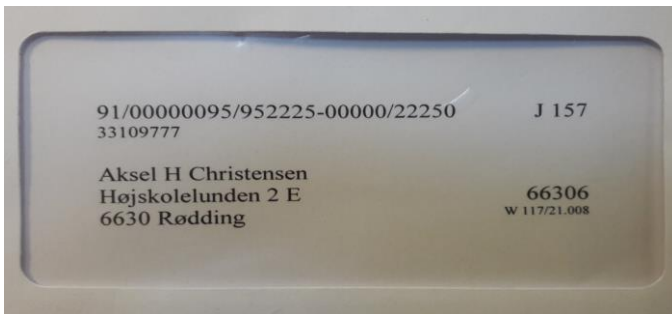 91/00000095/952225-00000/22250 J 157
33109777
Aksel H Christensen
Højskolelunden 2 E 66306
6630 Rødding W 117/21.008